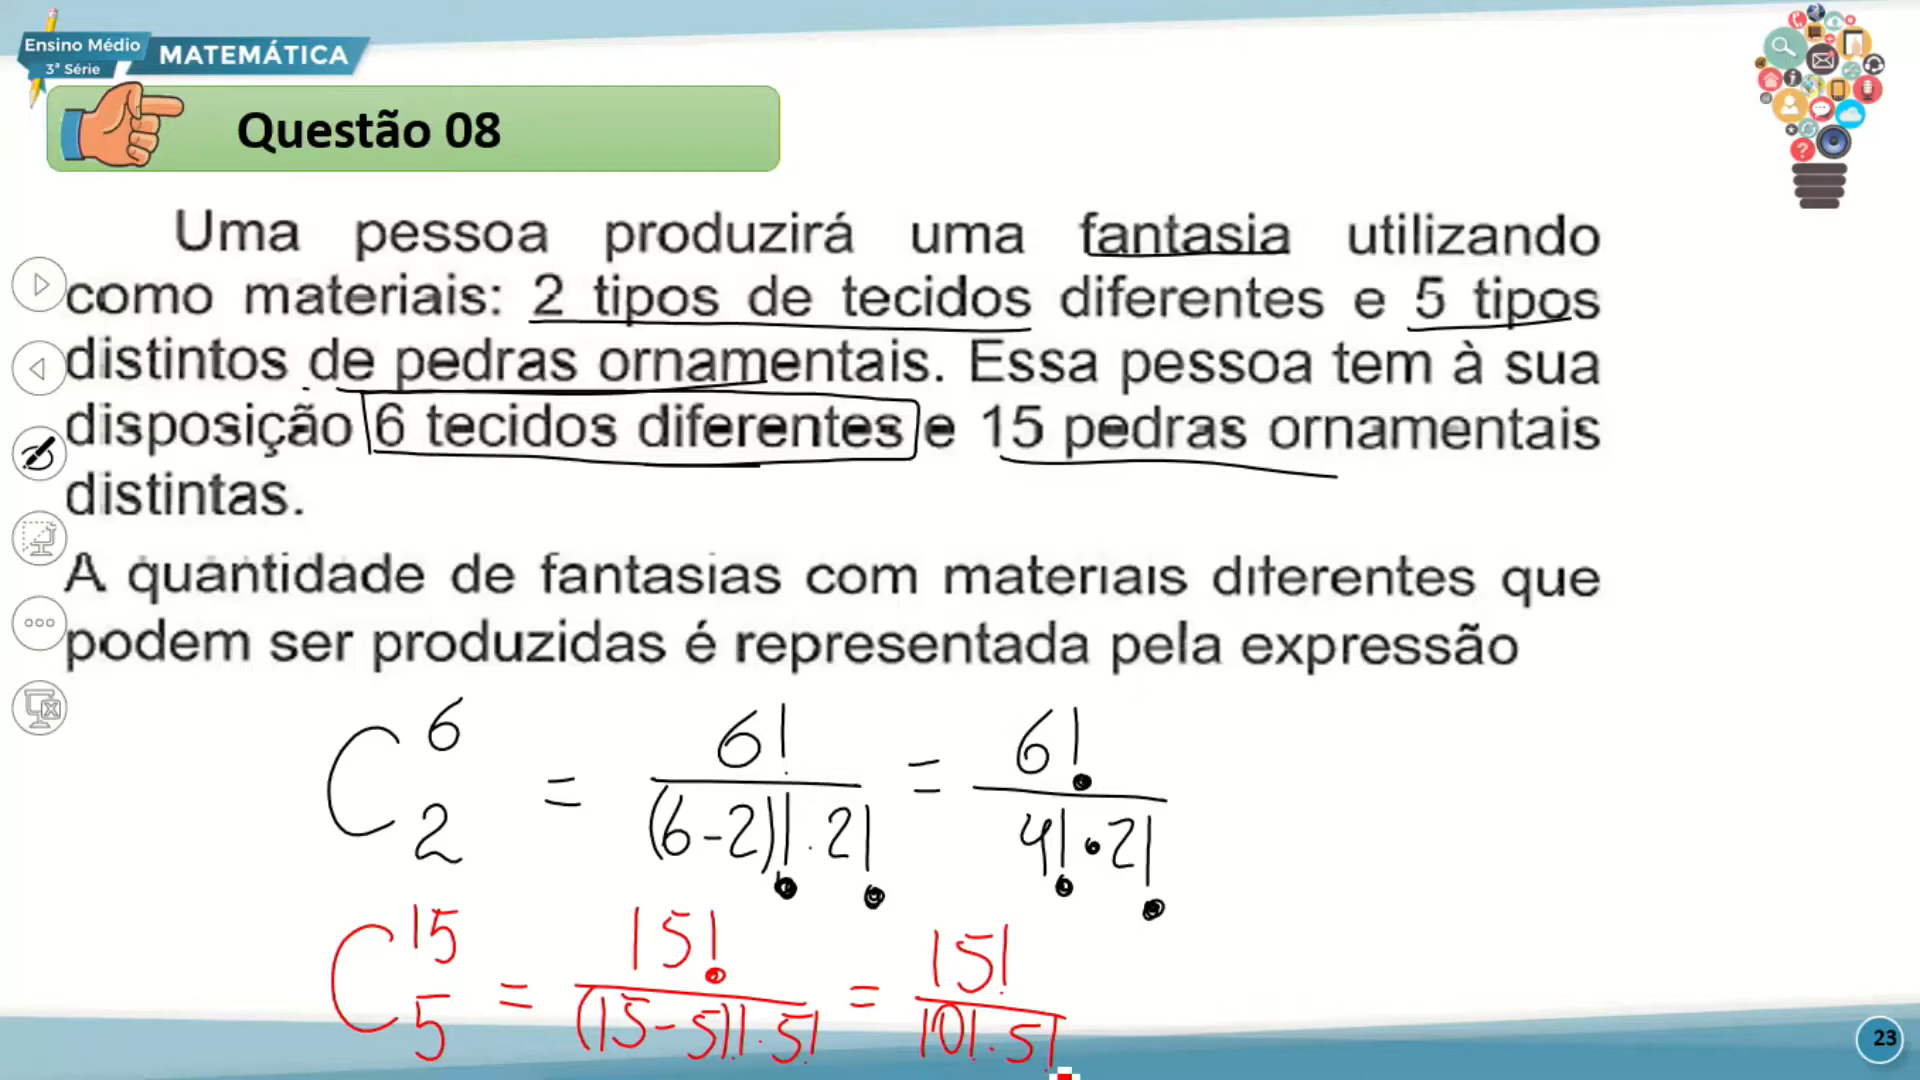 Ensino Médio
3ª Série
MATEMÁTICA
Questão 08
Uma pessoa produzirá uma fantasia utilizando
como materiais: 2 tipos de tecidos diferentes e 5 tipos
distintos de pedras ornamentais. Essa pessoa tem à sua
disposição 6 tecidos diferentes e 15 pedras ornamentais
distintas.
A quantidade de fantasias com materiais diferentes que
podem ser produzidas é representada pela expressão
C 6 2 = 6! / (6-2)! . 2! = 6! / 4! . 2!
C 15 5 = 15! / (15-5)! . 5! = 15! / 10! . 5!
23